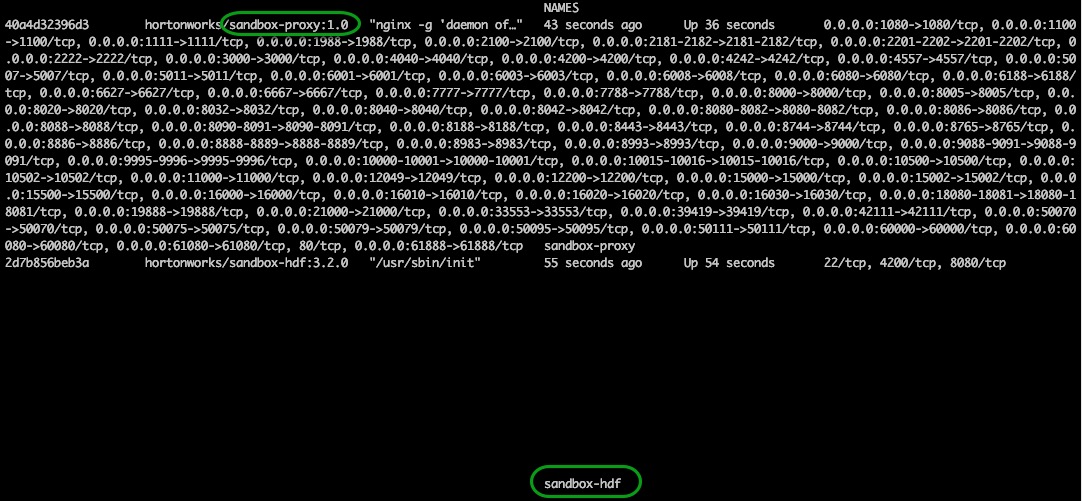 NAMES
40a4d32396d3 hortonworks/sandbox-proxy:1.0 "nginx -g 'daemon of…" 43 seconds ago Up 36 seconds 0.0.0.0:1080->1080/tcp, 0.0.0.0:1100
->1100/tcp, 0.0.0.0:1111->1111/tcp, 0.0.0.0:1988->1988/tcp, 0.0.0.0:2100->2100/tcp, 0.0.0.0:2181-2182->2181-2182/tcp, 0.0.0.0:2201-2202->2201-2202/tcp, 0
.0.0.0:2222->2222/tcp, 0.0.0.0:3000->3000/tcp, 0.0.0.0:4040->4040/tcp, 0.0.0.0:4200->4200/tcp, 0.0.0.0:4242->4242/tcp, 0.0.0.0:4557->4557/tcp, 0.0.0.0:50
07->5007/tcp, 0.0.0.0:5011->5011/tcp, 0.0.0.0:6001->6001/tcp, 0.0.0.0:6003->6003/tcp, 0.0.0.0:6008->6008/tcp, 0.0.0.0:6080->6080/tcp, 0.0.0.0:6188->6188/
tcp, 0.0.0.0:6627->6627/tcp, 0.0.0.0:6667->6667/tcp, 0.0.0.0:7777->7777/tcp, 0.0.0.0:7788->7788/tcp, 0.0.0.0:8000->8000/tcp, 0.0.0.0:8005->8005/tcp, 0.0.
0.0:8020->8020/tcp, 0.0.0.0:8032->8032/tcp, 0.0.0.0:8040->8040/tcp, 0.0.0.0:8042->8042/tcp, 0.0.0.0:8080-8082->8080-8082/tcp, 0.0.0.0:8086->8086/tcp, 0.0
.0.0:8088->8088/tcp, 0.0.0.0:8090-8091->8090-8091/tcp, 0.0.0.0:8188->8188/tcp, 0.0.0.0:8443->8443/tcp, 0.0.0.0:8744->8744/tcp, 0.0.0.0:8765->8765/tcp, 0.
0.0.0:8886->8886/tcp, 0.0.0.0:8888-8889->8888-8889/tcp, 0.0.0.0:8983->8983/tcp, 0.0.0.0:8993->8993/tcp, 0.0.0.0:9000->9000/tcp, 0.0.0.0:9088-9091->9088-9
091/tcp, 0.0.0.0:9995-9996->9995-9996/tcp, 0.0.0.0:10000-10001->10000-10001/tcp, 0.0.0.0:10015-10016->10015-10016/tcp, 0.0.0.0:10500->10500/tcp, 0.0.0.0:
10502->10502/tcp, 0.0.0.0:11000->11000/tcp, 0.0.0.0:12049->12049/tcp, 0.0.0.0:12200->12200/tcp, 0.0.0.0:15000->15000/tcp, 0.0.0.0:15002->15002/tcp, 0.0.0
.0:15500->15500/tcp, 0.0.0.0:16000->16000/tcp, 0.0.0.0:16010->16010/tcp, 0.0.0.0:16020->16020/tcp, 0.0.0.0:16030->16030/tcp, 0.0.0.0:18080-18081->18080-1
8081/tcp, 0.0.0.0:19888->19888/tcp, 0.0.0.0:21000->21000/tcp, 0.0.0.0:33553->33553/tcp, 0.0.0.0:39419->39419/tcp, 0.0.0.0:42111->42111/tcp, 0.0.0.0:50070
->50070/tcp, 0.0.0.0:50075->50075/tcp, 0.0.0.0:50079->50079/tcp, 0.0.0.0:50095->50095/tcp, 0.0.0.0:50111->50111/tcp, 0.0.0.0:60000->60000/tcp, 0.0.0.0:60
080->60080/tcp, 0.0.0.0:61080->61080/tcp, 80/tcp, 0.0.0.0:61888->61888/tcp sandbox-proxy
2d7b856beb3a hortonworks/sandbox-hdf:3.2.0 "/usr/sbin/init" 55 seconds ago Up 54 seconds 22/tcp, 4200/tcp, 8080/tcp
sandbox-hdf